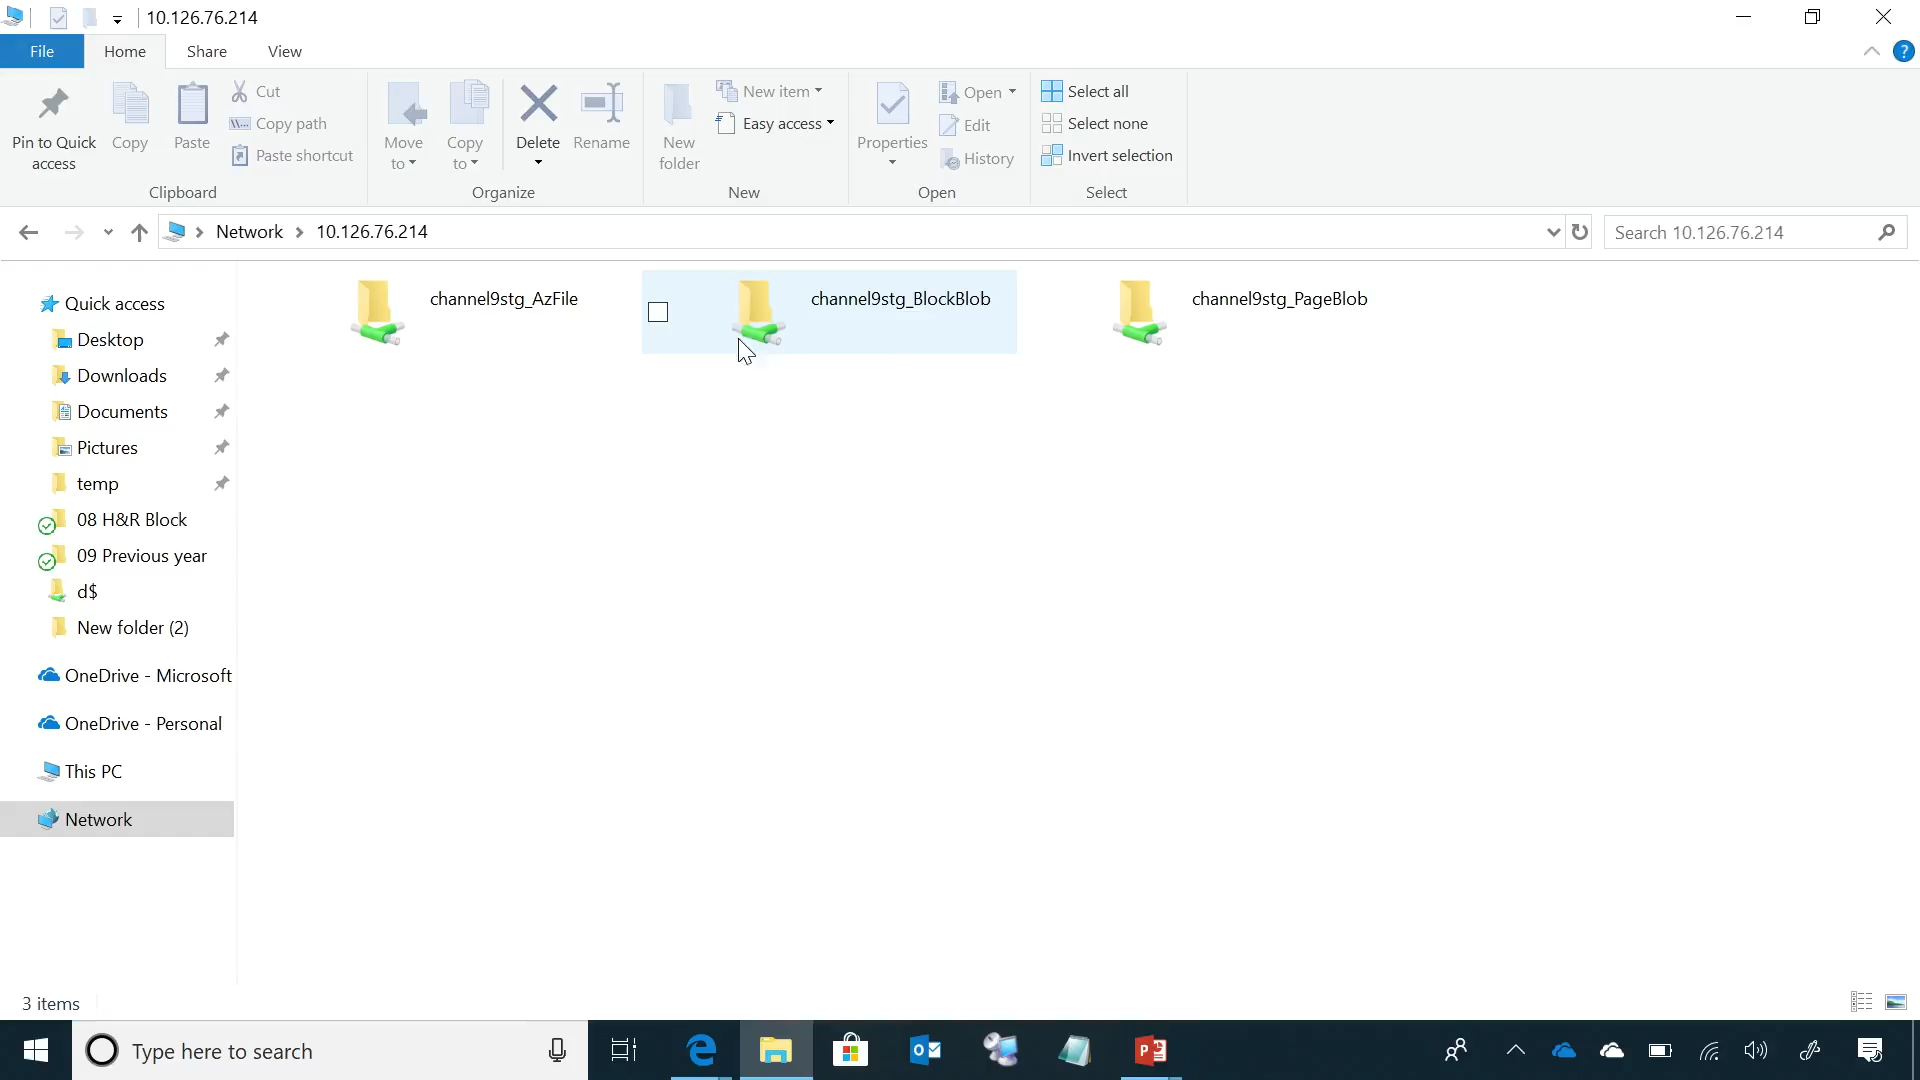 10.126.76.214
File
Home
Share
View
Pin to Quick
access
Copy
Paste
Cut
Copy path
Paste shortcut
Clipboard
Move
to
Copy
to
Delete
Rename
Organize
New
folder
New item
Easy access
New
Properties
Open
Edit
History
Open
Select all
Select none
Invert selection
Select
Network
10.126.76.214
Search 10.126.76.214
Quick access
Desktop
Downloads
Documents
Pictures
temp
08 H&R Block
09 Previous year
d$
New folder (2)
OneDrive - Microsoft
OneDrive - Personal
This PC
Network
channel9stg_AzFile
channel9stg_BlockBlob
channel9stg_PageBlob
3 items
Type here to search